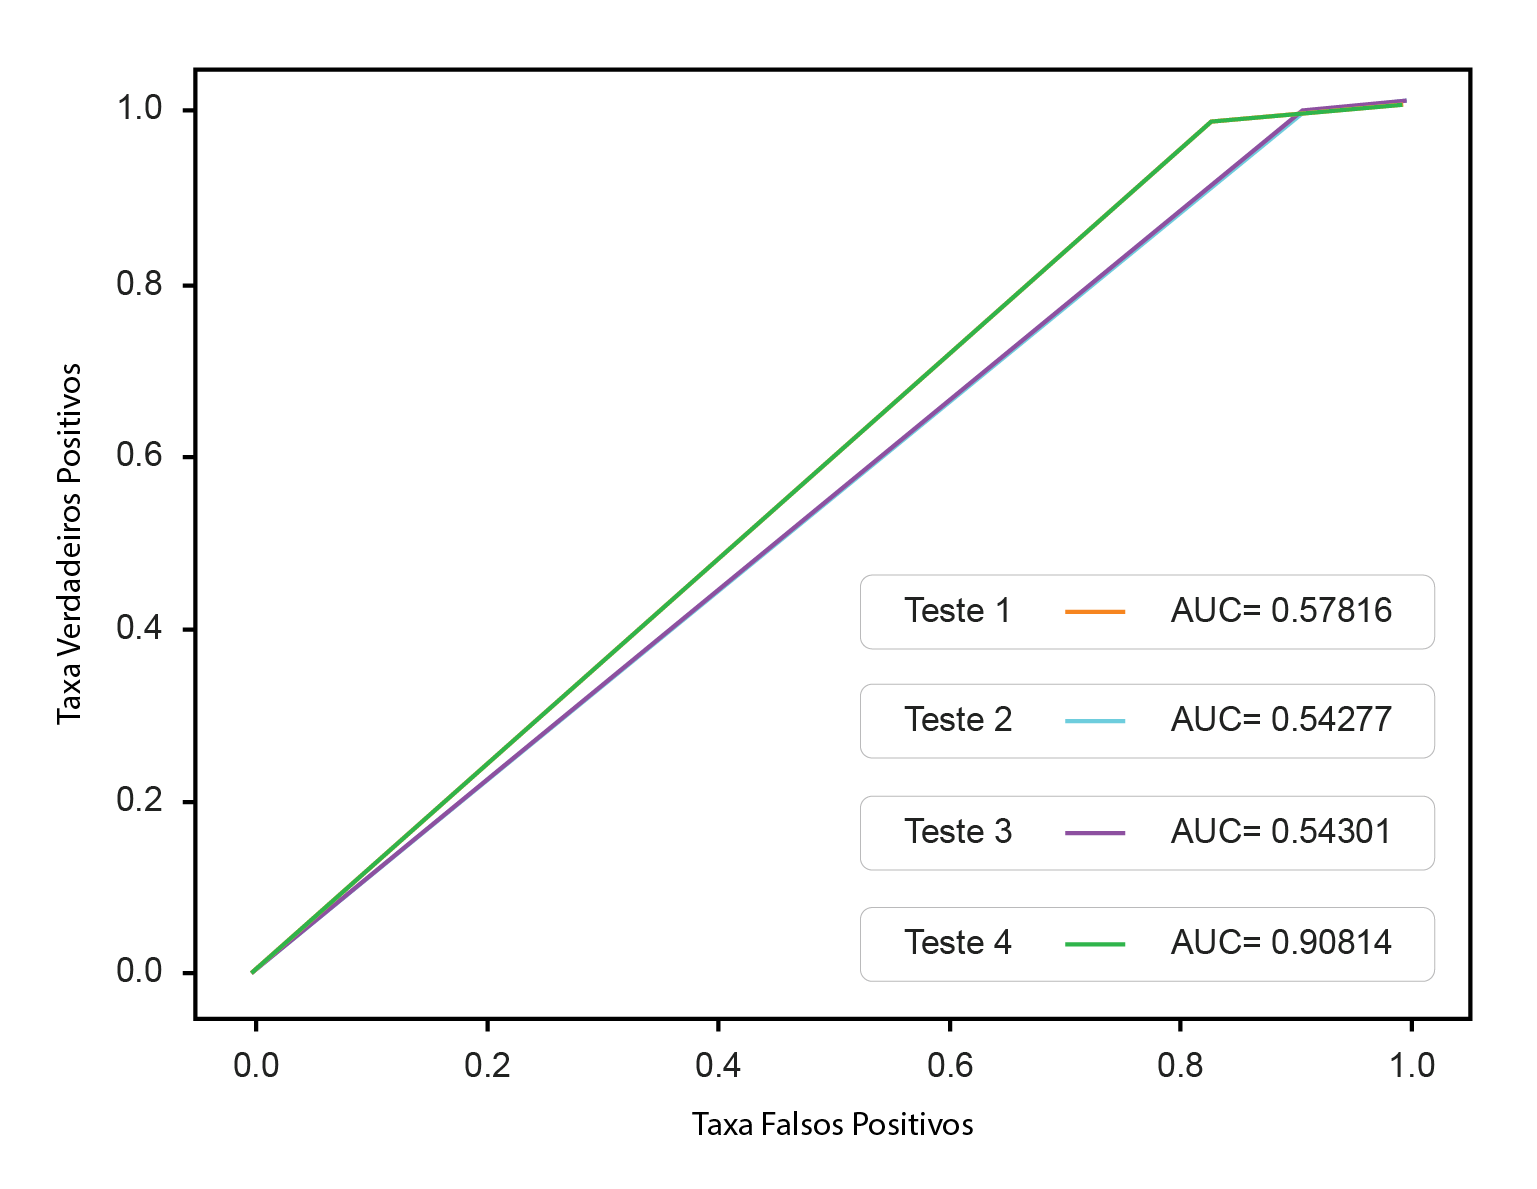 1.0
0.8
0.6
0.4
0.2
0.0
Taxa Verdadeiros Positivos
Teste 1 AUC= 0.57816
Teste 2 AUC= 0.54277
Teste 3 AUC= 0.54301
Teste 4 AUC= 0.90814
0.0 0.2 0.4 0.6 0.8 1.0
Taxa Falsos Positivos